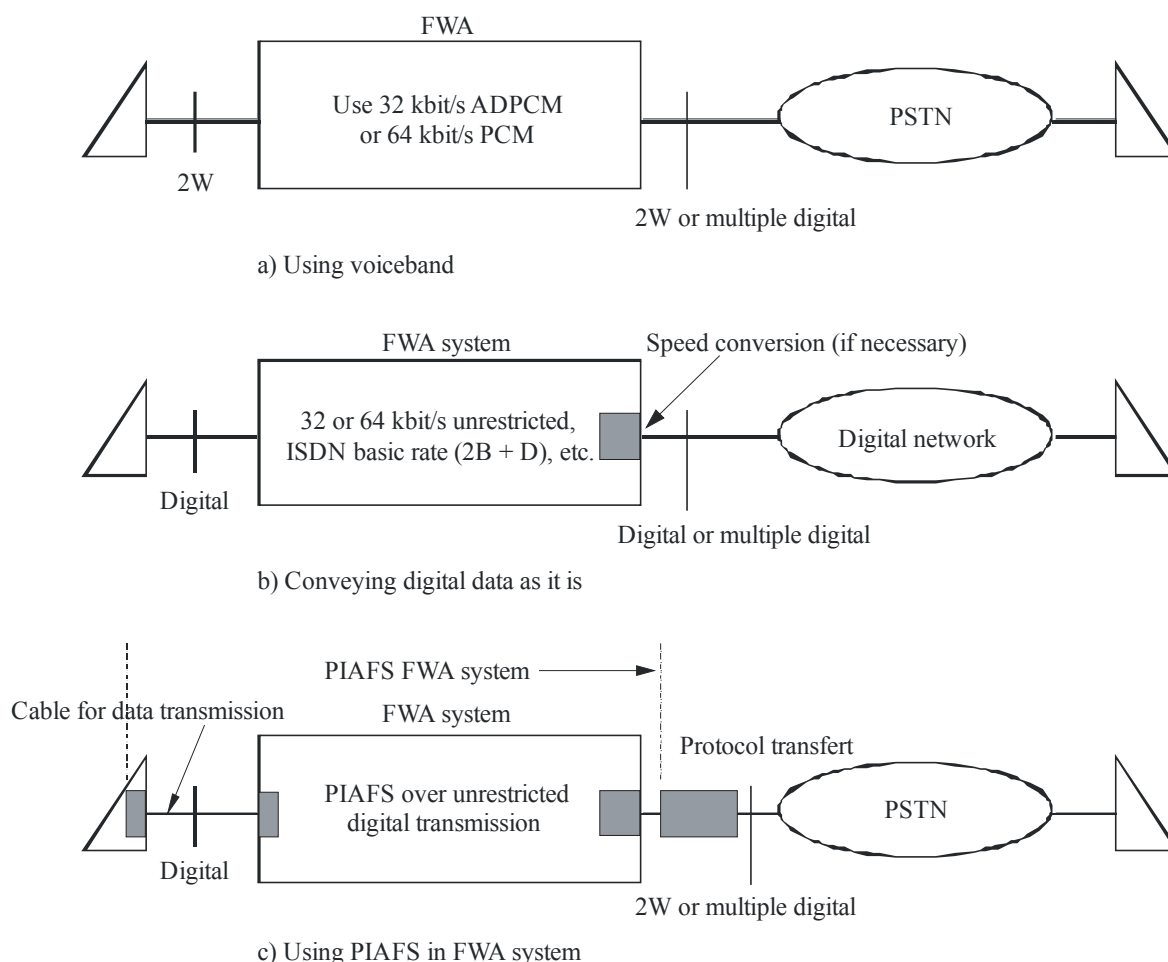 FWA
Use 32 kbit/s ADPCM
or 64 kbit/s PCM
PSTN
2W
2W or multiple digital
a) Using voiceband
FWA system
Speed conversion (if necessary)
32 or 64 kbit/s unrestricted,
ISDN basic rate (2B + D), etc.
Digital network
Digital
Digital or multiple digital
b) Conveying digital data as it is
PIAFS FWA system
Cable for data transmission
FWA system
Protocol transfert
PIAFS over unrestricted
digital transmission
PSTN
Digital
2W or multiple digital
c) Using PIAFS in FWA system